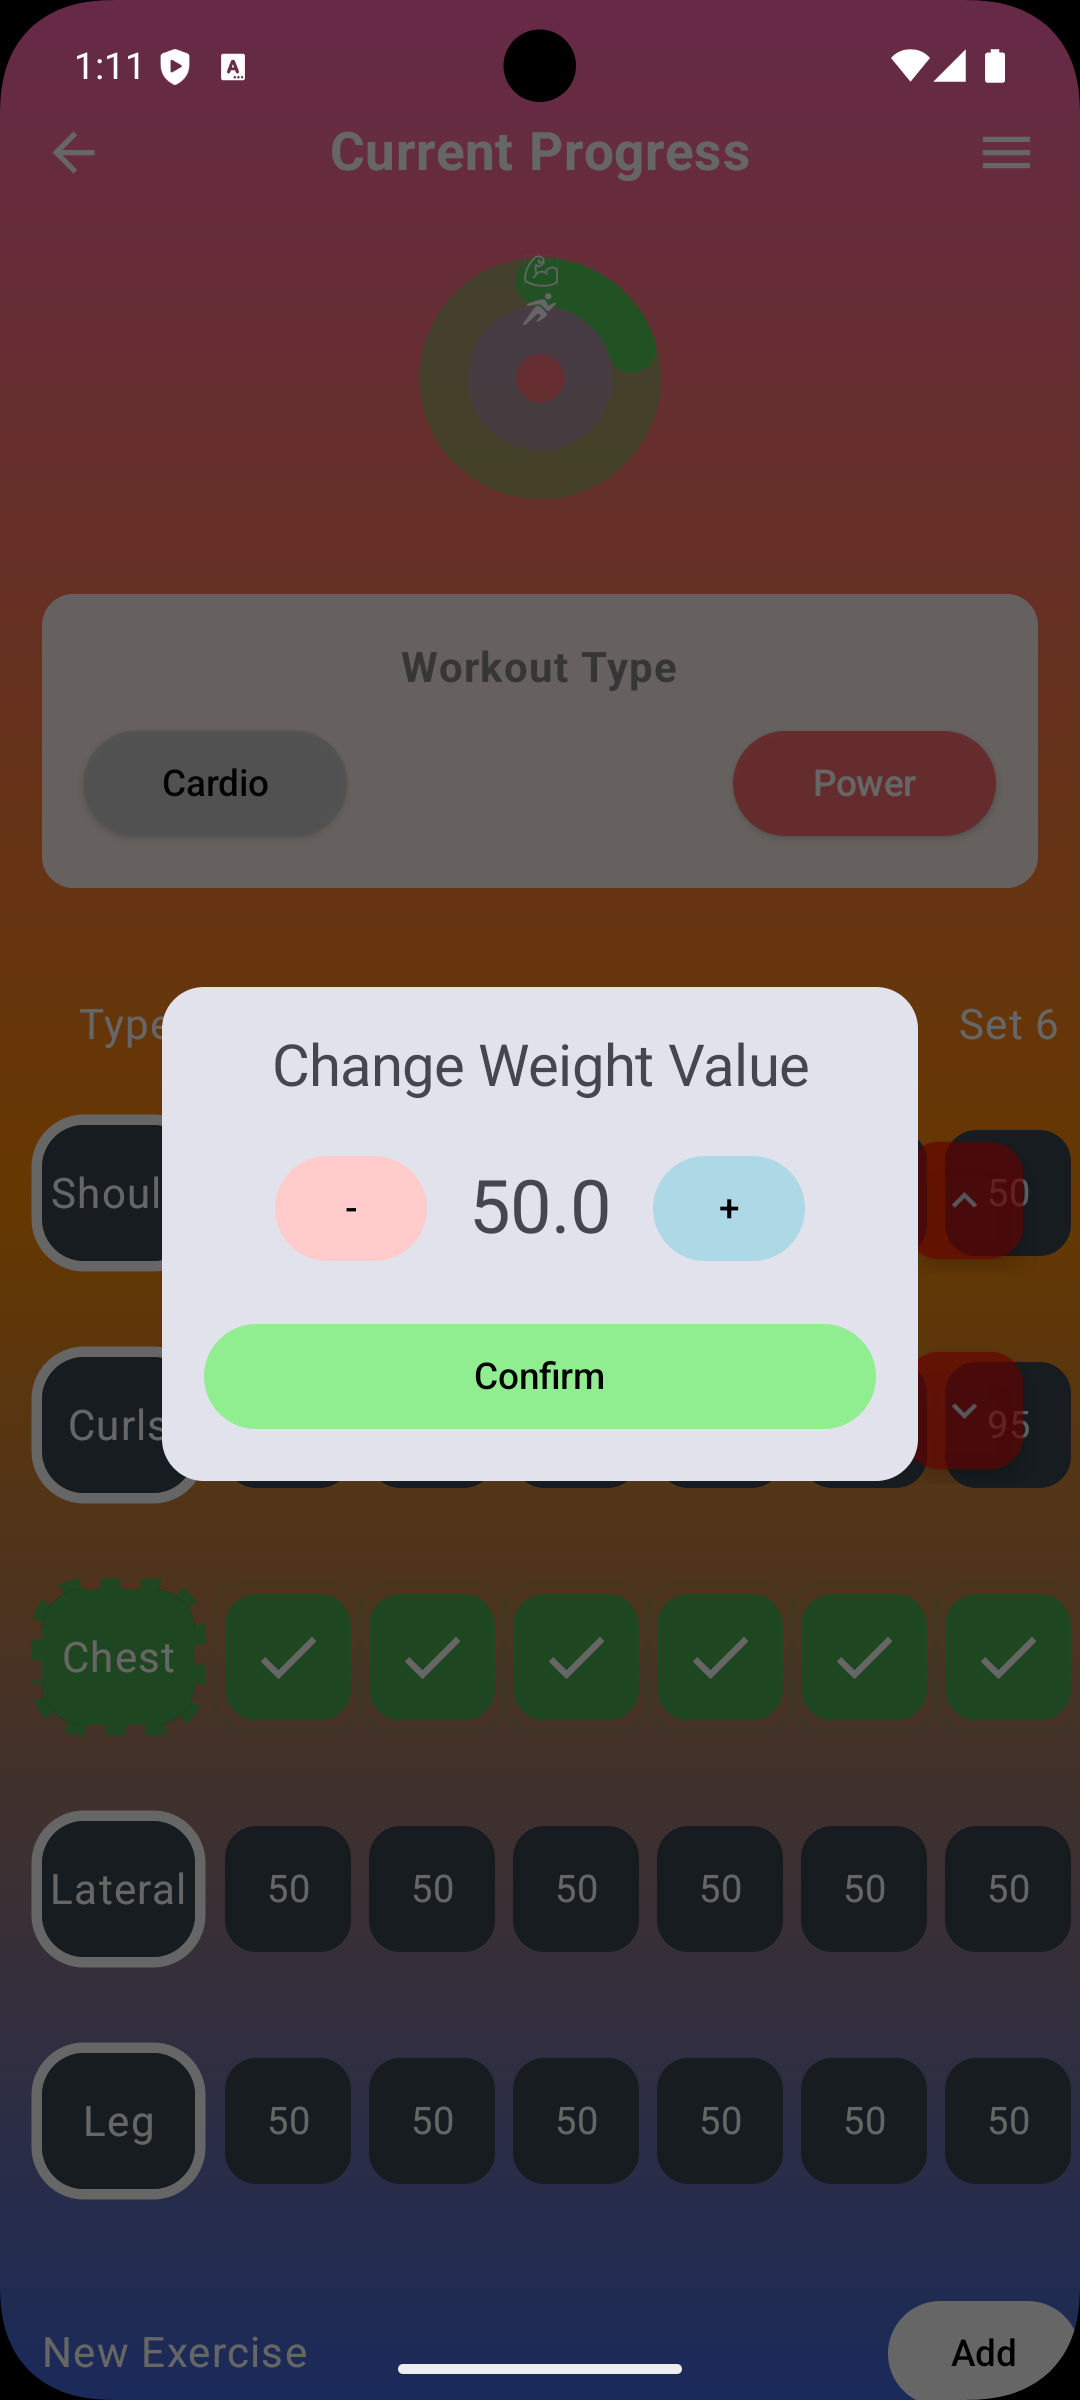 1:11
Current Progress
Workout Type
Cardio Power
Type Set 6
Change Weight Value
Shoul - 50.0 + 50
Confirm
Curls 95
Chest
Lateral 50 50 50 50 50 50
Leg 50 50 50 50 50 50
New Exercise Add